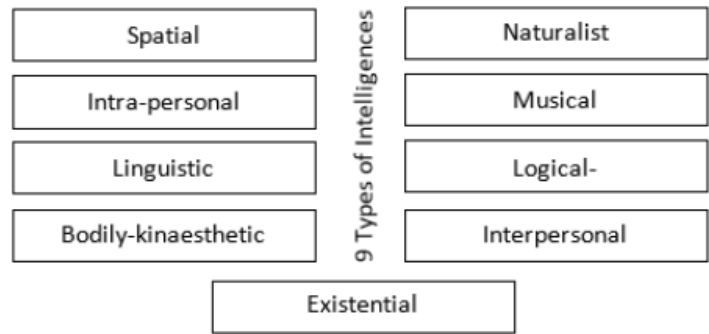 Spatial
Intra-personal
Linguistic
Bodily-kinaesthetic
9 Types of Intelligences
Naturalist
Musical
Logical-
Interpersonal
Existential